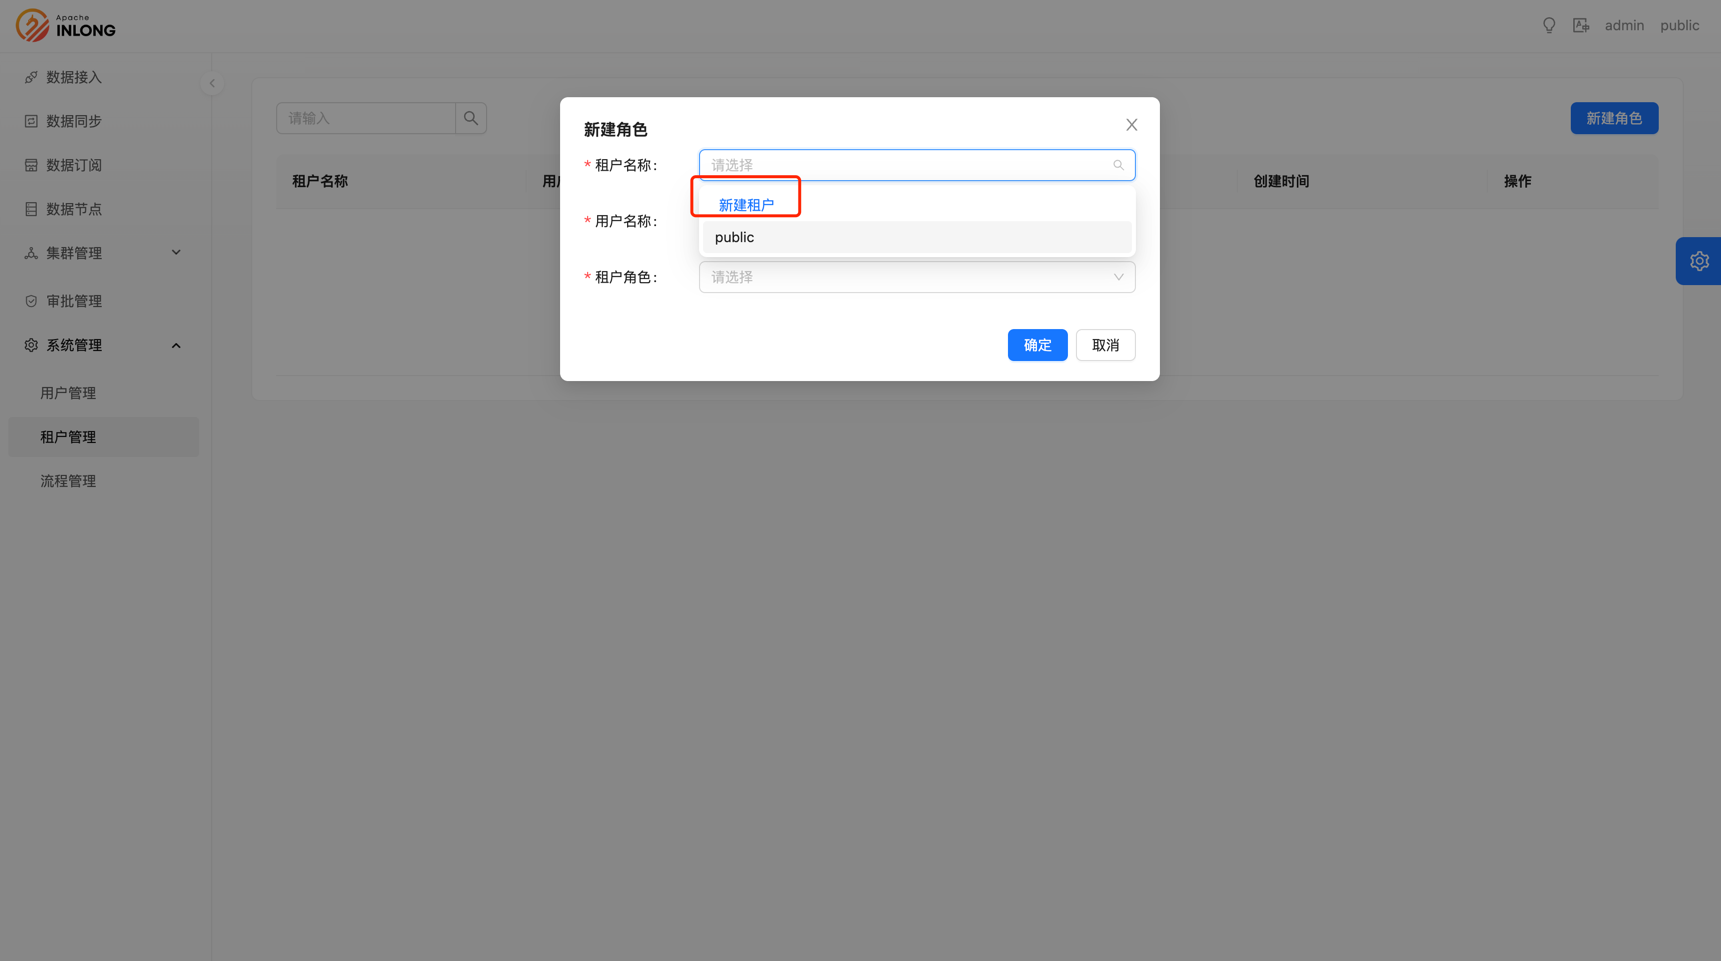 Apache
INLONG
admin
public
数据接入
数据同步
数据订阅
数据节点
集群管理
审批管理
系统管理
用户管理
租户管理
流程管理
请输入
新建角色
租户名称
用户
创建时间
操作
新建角色
* 租户名称:
请选择
新建租户
* 用户名称:
public
* 租户角色:
请选择
确定
取消